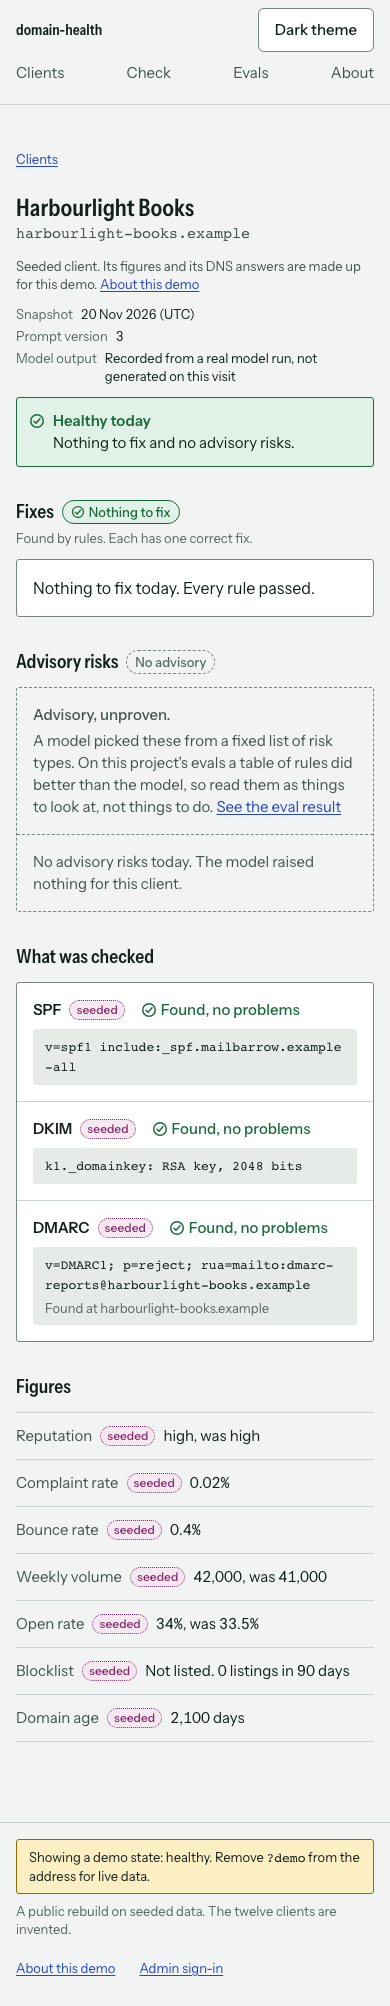 domain-health
Dark theme
Clients
Check
Evals
About
Clients
Harbourlight Books
harbourlight-books.example
Seeded client. Its figures and its DNS answers are made up
for this demo. About this demo
Snapshot 20 Nov 2026 (UTC)
Prompt version 3
Model output Recorded from a real model run, not
generated on this visit
Healthy today
Nothing to fix and no advisory risks.
Fixes Nothing to fix
Found by rules. Each has one correct fix.
Nothing to fix today. Every rule passed.
Advisory risks No advisory
Advisory, unproven.
A model picked these from a fixed list of risk
types. On this project's evals a table of rules did
better than the model, so read them as things
to look at, not things to do. See the eval result
No advisory risks today. The model raised
nothing for this client.
What was checked
SPF seeded Found, no problems
v=spf1 include:_spf.mailbarrow.example
-all
DKIM seeded Found, no problems
k1._domainkey: RSA key, 2048 bits
DMARC seeded Found, no problems
v=DMARC1; p=reject; rua=mailto:dmarc-
reports@harbourlight-books.example
Found at harbourlight-books.example
Figures
Reputation seeded high, was high
Complaint rate seeded 0.02%
Bounce rate seeded 0.4%
Weekly volume seeded 42,000, was 41,000
Open rate seeded 34%, was 33.5%
Blocklist seeded Not listed. 0 listings in 90 days
Domain age seeded 2,100 days
Showing a demo state: healthy. Remove ?demo from the
address for live data.
A public rebuild on seeded data. The twelve clients are
invented.
About this demo
Admin sign-in